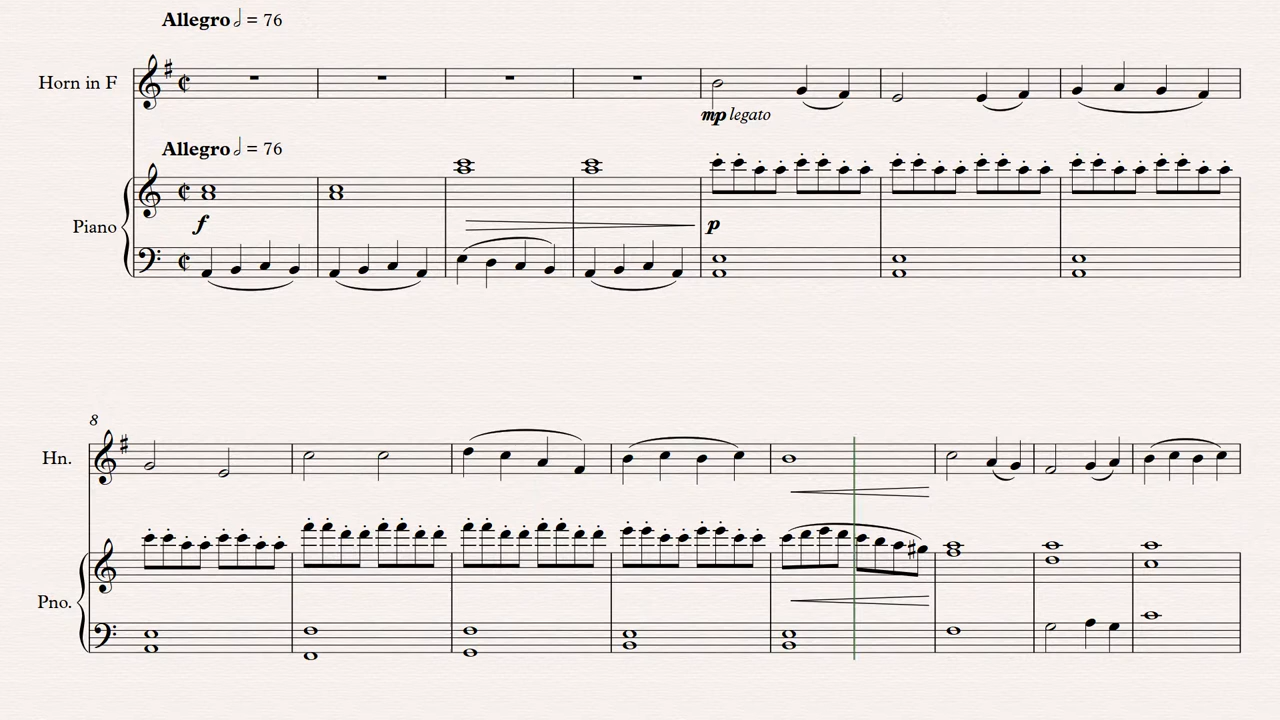 Allegro 𝅗𝅥 = 76
Horn in F
mp legato
Allegro 𝅗𝅥 = 76
Piano
f
p
8
Hn.
Pno.